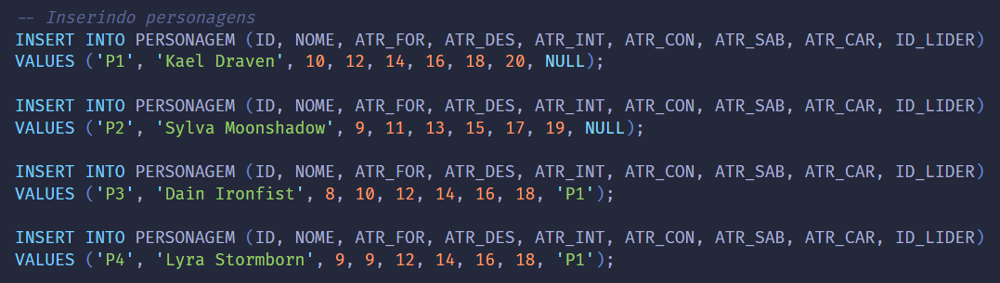 -- Inserindo personagens
INSERT INTO PERSONAGEM (ID, NOME, ATR_FOR, ATR_DES, ATR_INT, ATR_CON, ATR_SAB, ATR_CAR, ID_LIDER)
VALUES ('P1', 'Kael Draven', 10, 12, 14, 16, 18, 20, NULL);
INSERT INTO PERSONAGEM (ID, NOME, ATR_FOR, ATR_DES, ATR_INT, ATR_CON, ATR_SAB, ATR_CAR, ID_LIDER)
VALUES ('P2', 'Sylva Moonshadow', 9, 11, 13, 15, 17, 19, NULL);
INSERT INTO PERSONAGEM (ID, NOME, ATR_FOR, ATR_DES, ATR_INT, ATR_CON, ATR_SAB, ATR_CAR, ID_LIDER)
VALUES ('P3', 'Dain Ironfist', 8, 10, 12, 14, 16, 18, 'P1');
INSERT INTO PERSONAGEM (ID, NOME, ATR_FOR, ATR_DES, ATR_INT, ATR_CON, ATR_SAB, ATR_CAR, ID_LIDER)
VALUES ('P4', 'Lyra Stormborn', 9, 9, 12, 14, 16, 18, 'P1');